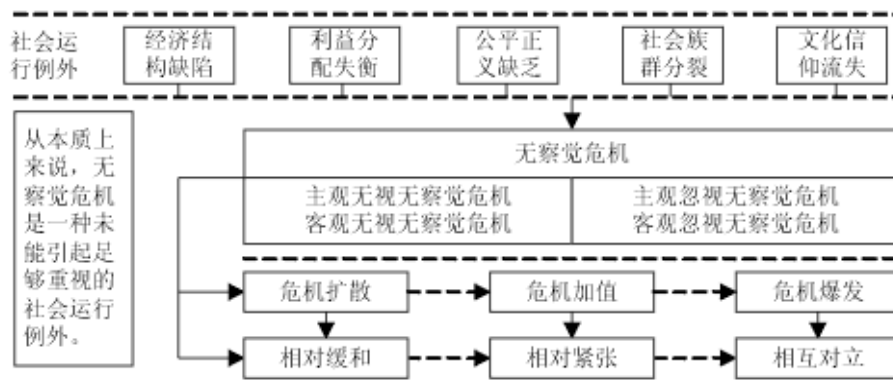 社会运
行例外
经济结
构缺陷
利益分
配失衡
公平正
义缺乏
社会族
群分裂
文化信
仰流失
从本质上
来说，无
察觉危机
是一种未
能引起足
够重视的
社会运行
例外。
无察觉危机
主观无视无察觉危机
客观无视无察觉危机
主观忽视无察觉危机
客观忽视无察觉危机
危机扩散
危机加值
危机爆发
相对缓和
相对紧张
相互对立